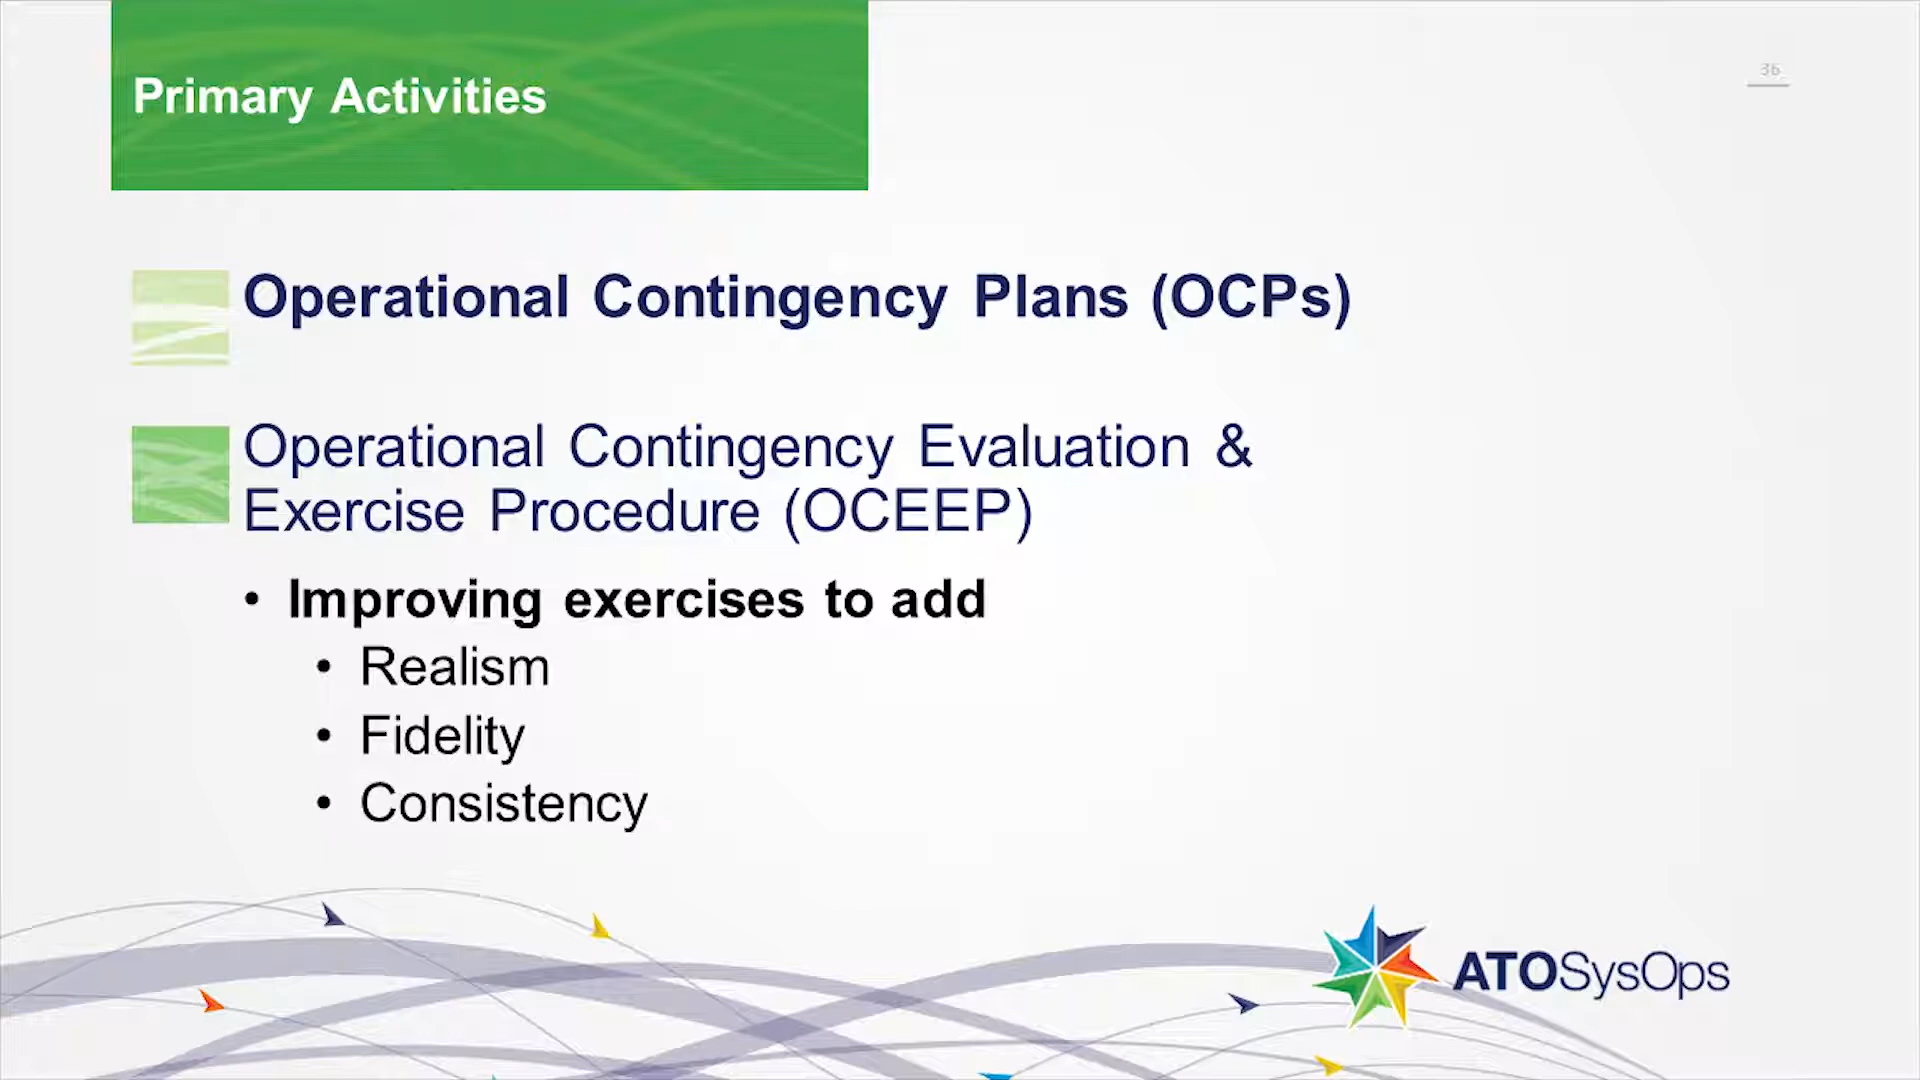 Primary Activities
36
Operational Contingency Plans (OCPs)
Operational Contingency Evaluation &
Exercise Procedure (OCEEP)
• Improving exercises to add
• Realism
• Fidelity
• Consistency
ATOSysOps